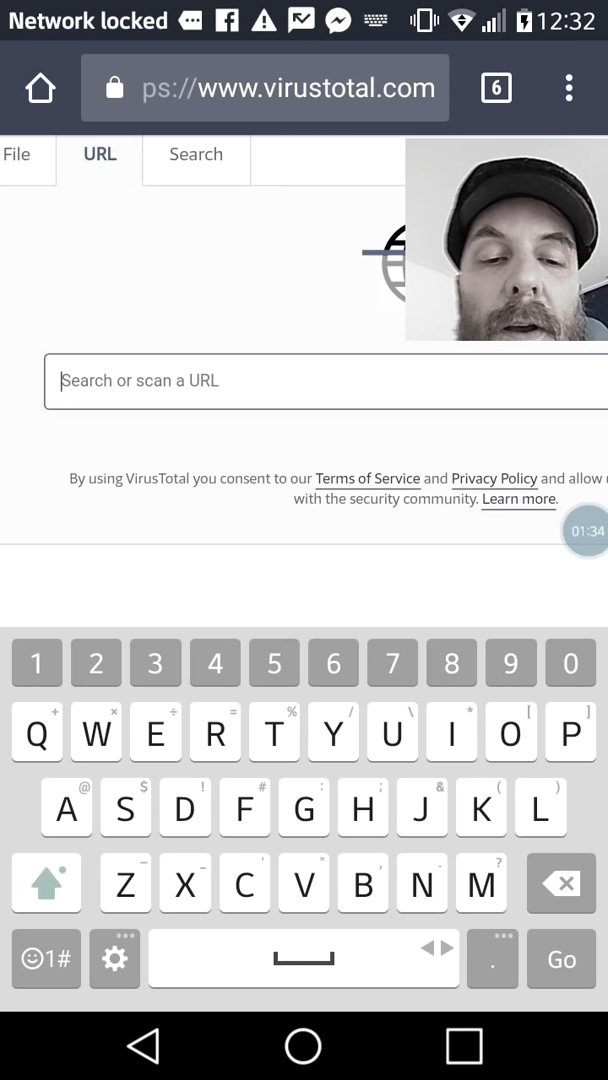 Network locked 12:32
ps://www.virustotal.com 6
File URL Search
Search or scan a URL
By using VirusTotal you consent to our Terms of Service and Privacy Policy and allow
with the security community. Learn more.
01:34
1 2 3 4 5 6 7 8 9 0
+ × ÷ = % / \ * [ ]
Q W E R T Y U I O P
@ $ ! # : ; & ( )
A S D F G H J K L
– _ ' " , . ?
Z X C V B N M
1# . Go